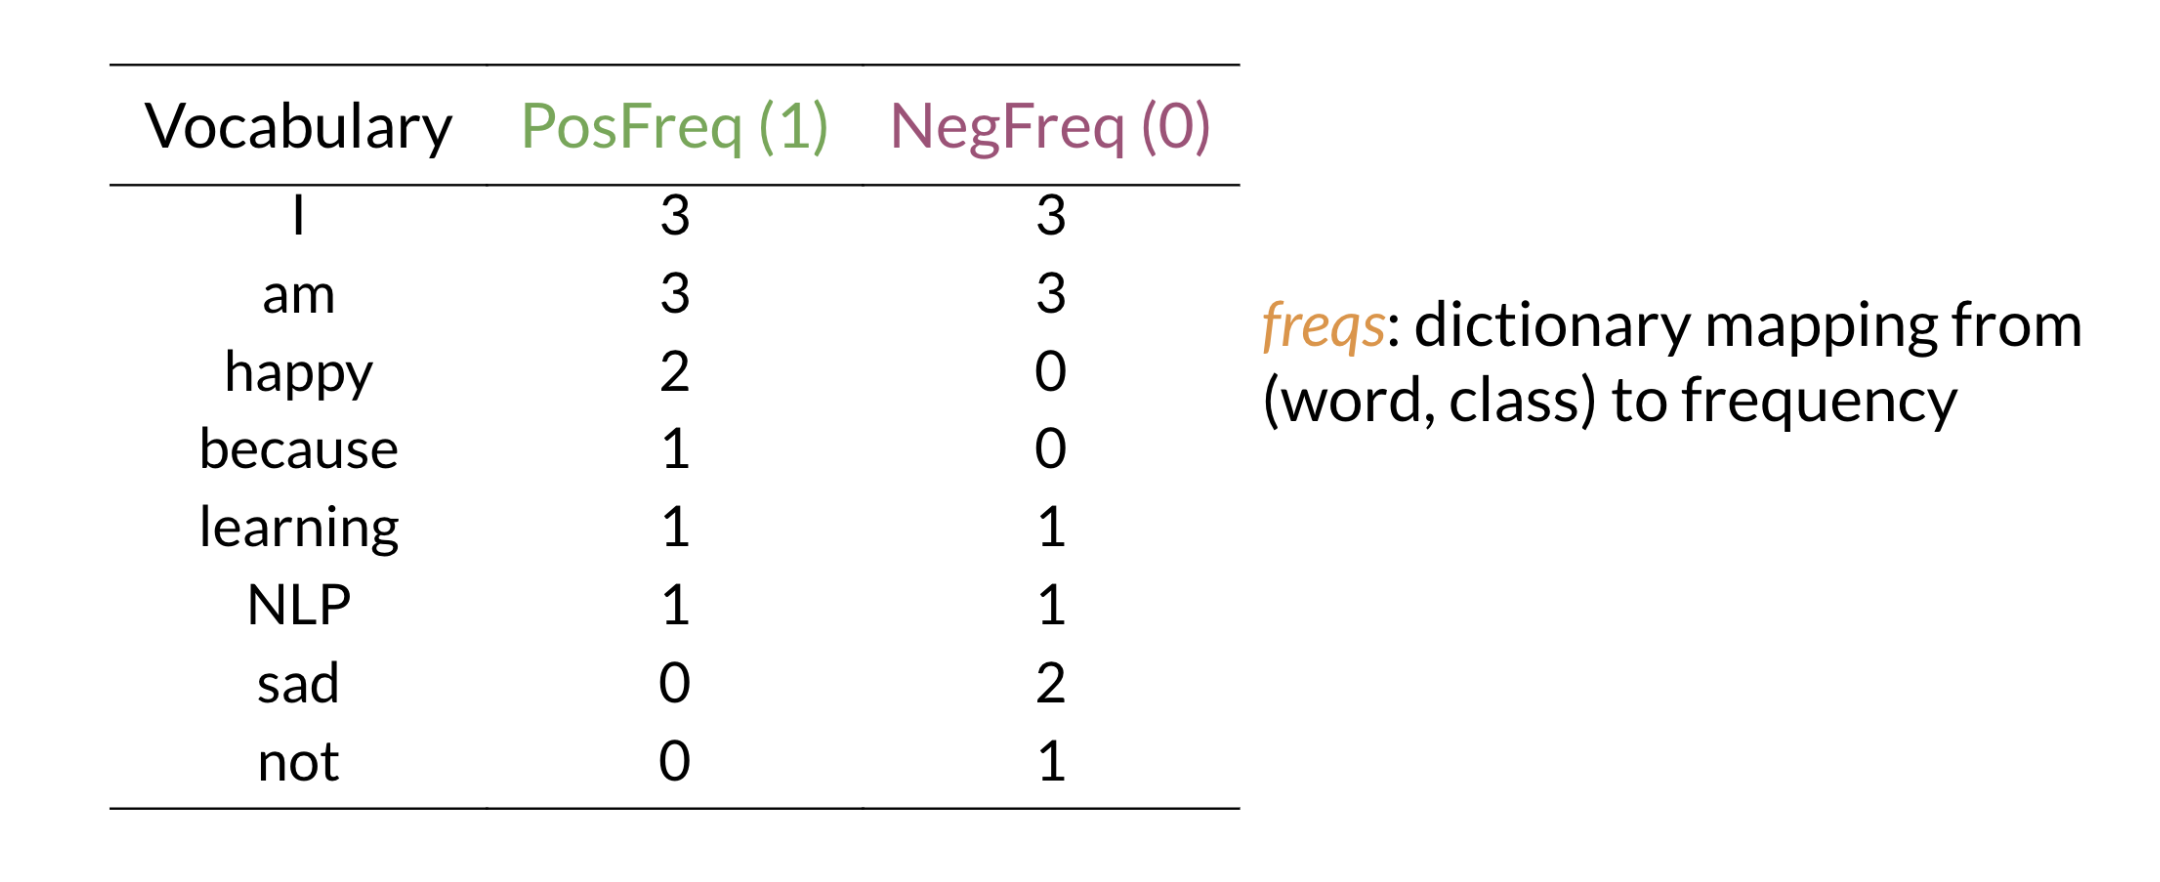 Vocabulary PosFreq (1) NegFreq (0)
I 3 3
am 3 3
happy 2 0
because 1 0
learning 1 1
NLP 1 1
sad 0 2
not 0 1
freqs: dictionary mapping from
(word, class) to frequency